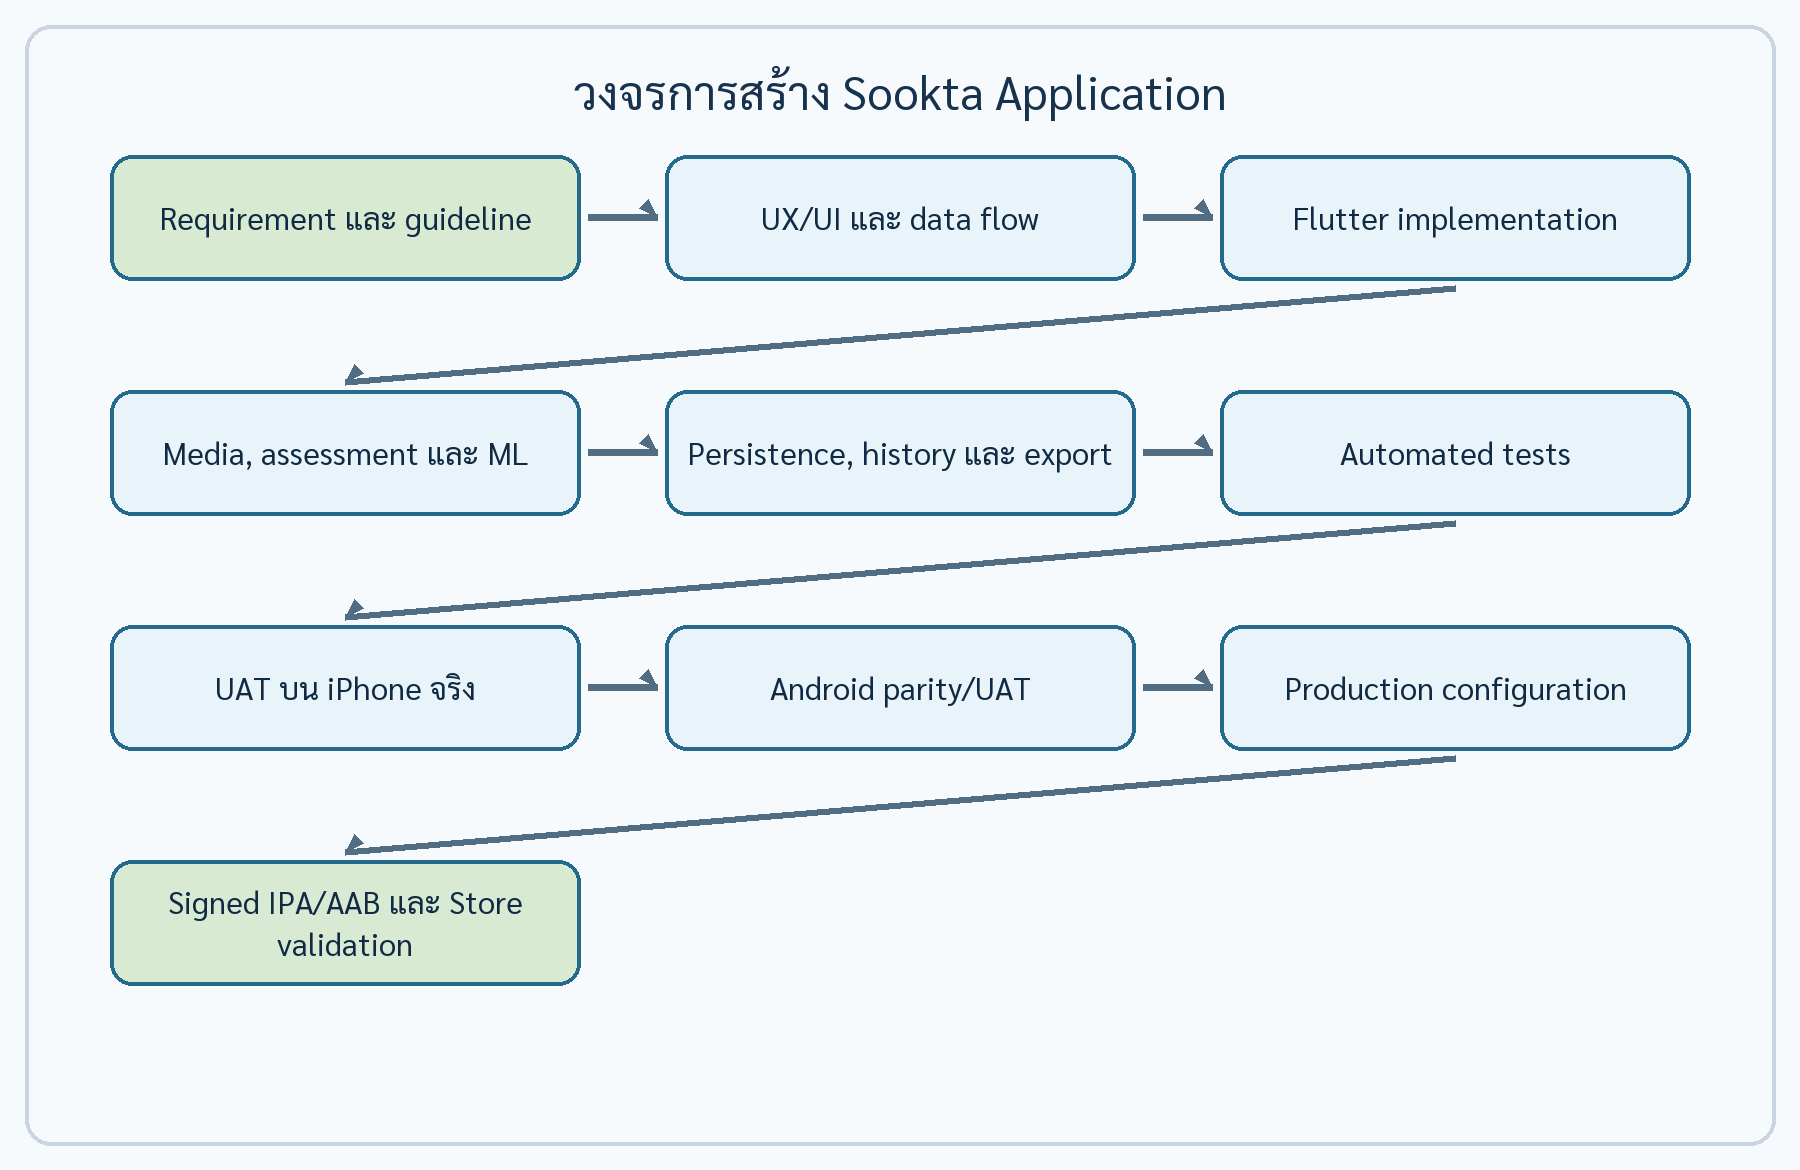 วงจรการสร้าง Sookta Application
Requirement และ guideline
UX/UI และ data flow
Flutter implementation
Media, assessment และ ML
Persistence, history และ export
Automated tests
UAT บน iPhone จริง
Android parity/UAT
Production configuration
Signed IPA/AAB และ Store
validation